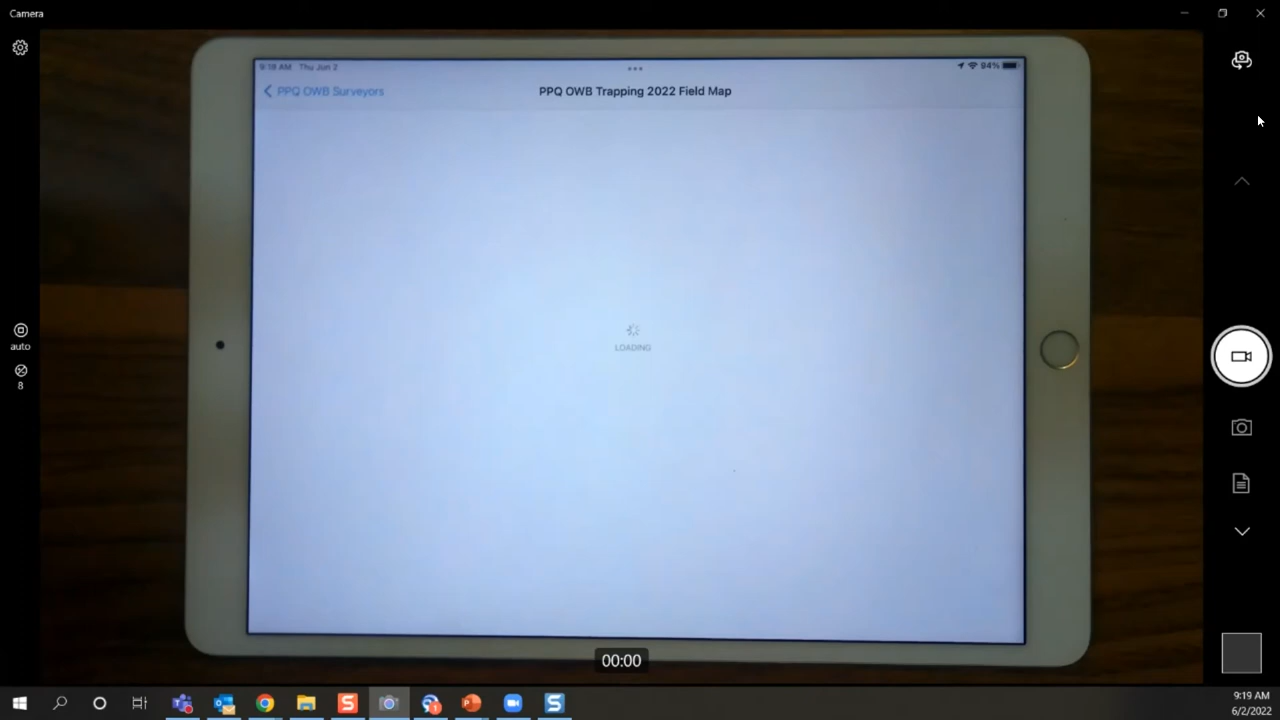 Camera
9:19 AM Thu Jun 2
94%
PPQ OWB Surveyors
PPQ OWB Trapping 2022 Field Map
LOADING
auto
8
00:00
9:19 AM
6/2/2022